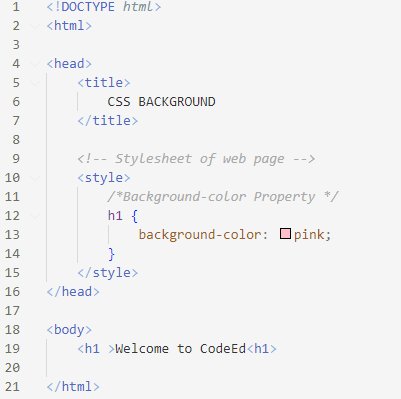 1 <!DOCTYPE html>
2 <html>
3
4 <head>
5 <title>
6 CSS BACKGROUND
7 </title>
8
9 <!-- Stylesheet of web page -->
10 <style>
11 /*Background-color Property */
12 h1 {
13 background-color: pink;
14 }
15 </style>
16 </head>
17
18 <body>
19 <h1 >Welcome to CodeEd<h1>
20
21 </html>